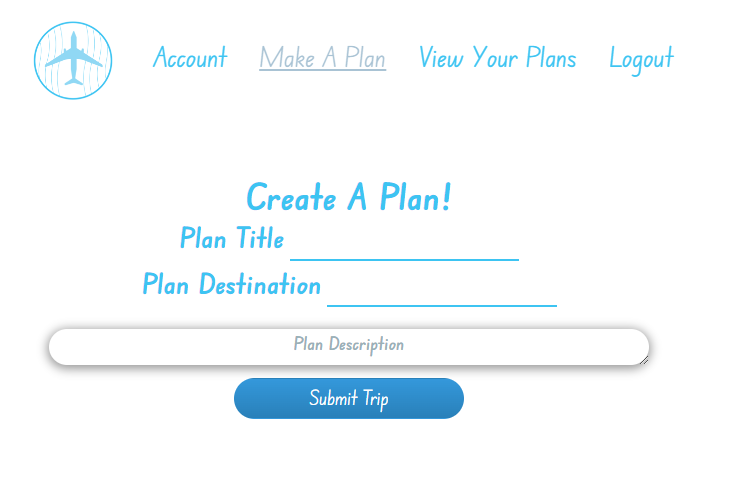 Account Make A Plan View Your Plans Logout
Create A Plan!
Plan Title
Plan Destination
Plan Description
Submit Trip